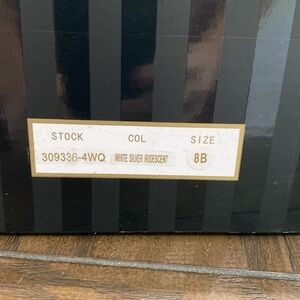 STOCK COL SIZE
309336-4WQ WHITE SILVER IRIDESCENT 8B